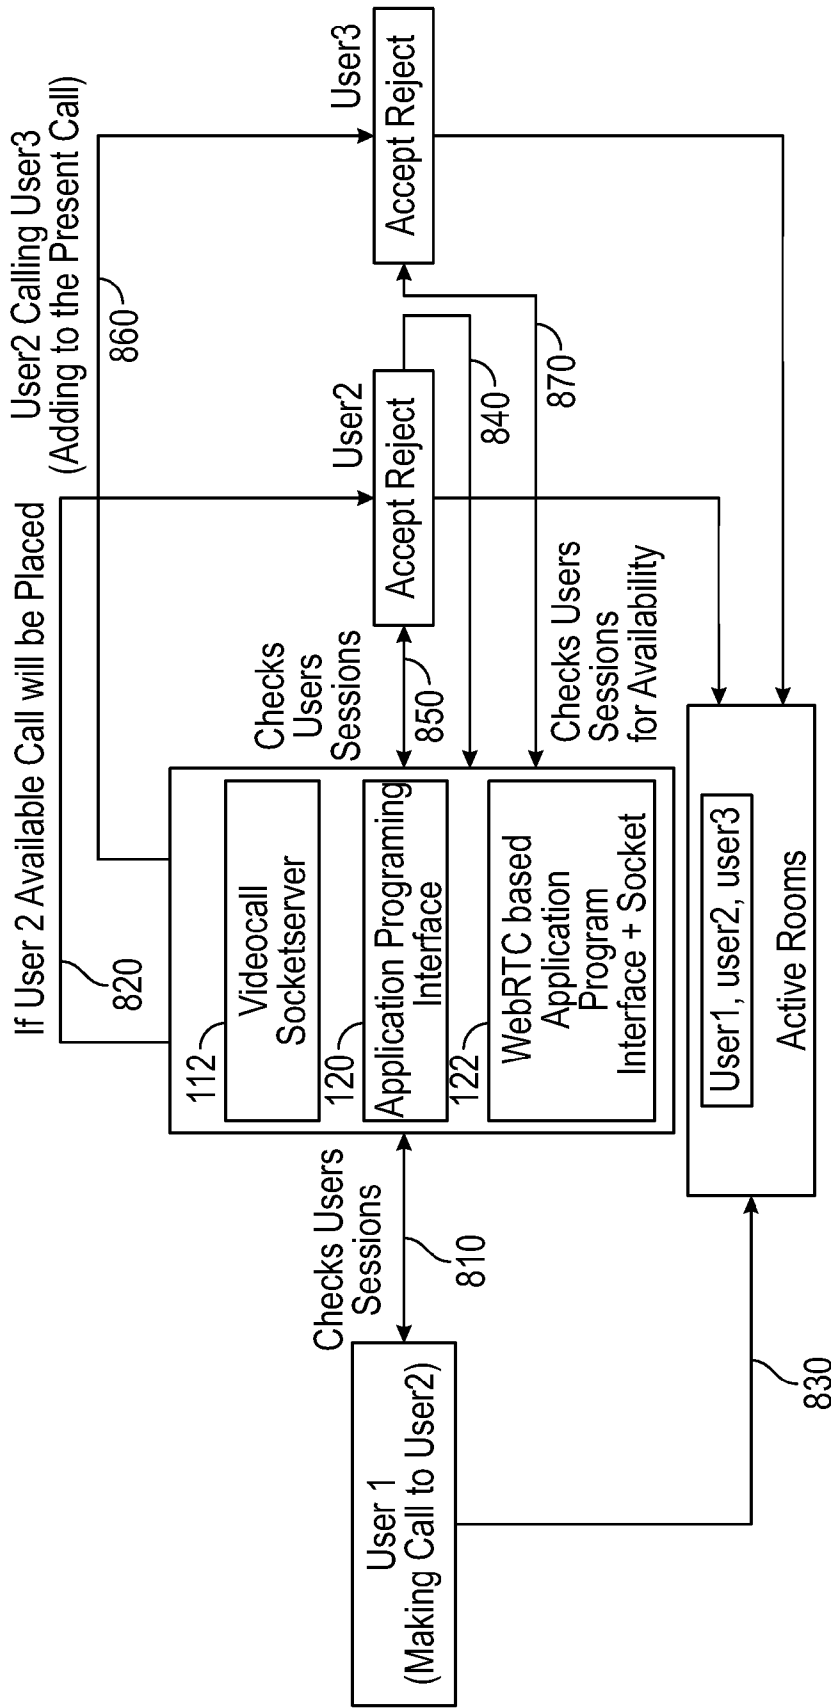 If User 2 Available Call will be Placed
820
User2 Calling User3
(Adding to the Present Call)
860
112
Videocall
Socketserver
120
Application Programing
Interface
122
WebRTC based
Application
Program
Interface + Socket
User 1
(Making Call to User2)
Checks Users
Sessions
810
Checks
Users
Sessions
850
User2
Accept Reject
840
User3
Accept Reject
870
Checks Users
Sessions
for Availability
User1, user2, user3
Active Rooms
830